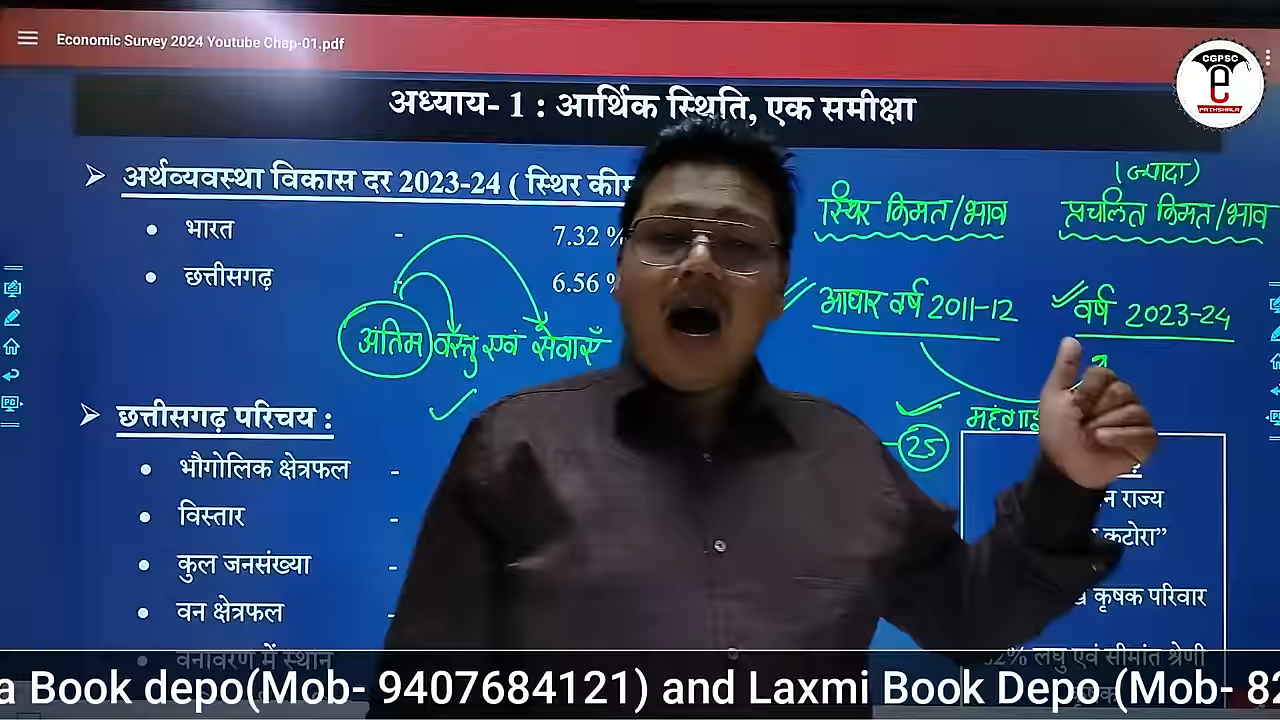 Economic Survey 2024 Youtube Chap-01.pdf
CGPSC
e
PATHSHALA
अध्याय- 1 : आर्थिक स्थिति, एक समीक्षा
अर्थव्यवस्था विकास दर 2023-24 ( स्थिर कीम
भारत - 7.32 %
छत्तीसगढ़ 6.56 %
(ज्यादा)
स्थिर किमत/भाव
प्रचलित किमत/भाव
आधार वर्ष 2011-12
वर्ष 2023-24
अंतिम वस्तु एवं सेवाएँ
महंगाई
25
छत्तीसगढ़ परिचय :
भौगोलिक क्षेत्रफल -
विस्तार -
कुल जनसंख्या -
वन क्षेत्रफल -
वनावरण में स्थान
राज्य
कटोरा”
कृषक परिवार
लघु एवं सीमांत श्रेणी
a Book depo(Mob- 9407684121) and Laxmi Book Depo (Mob- 82